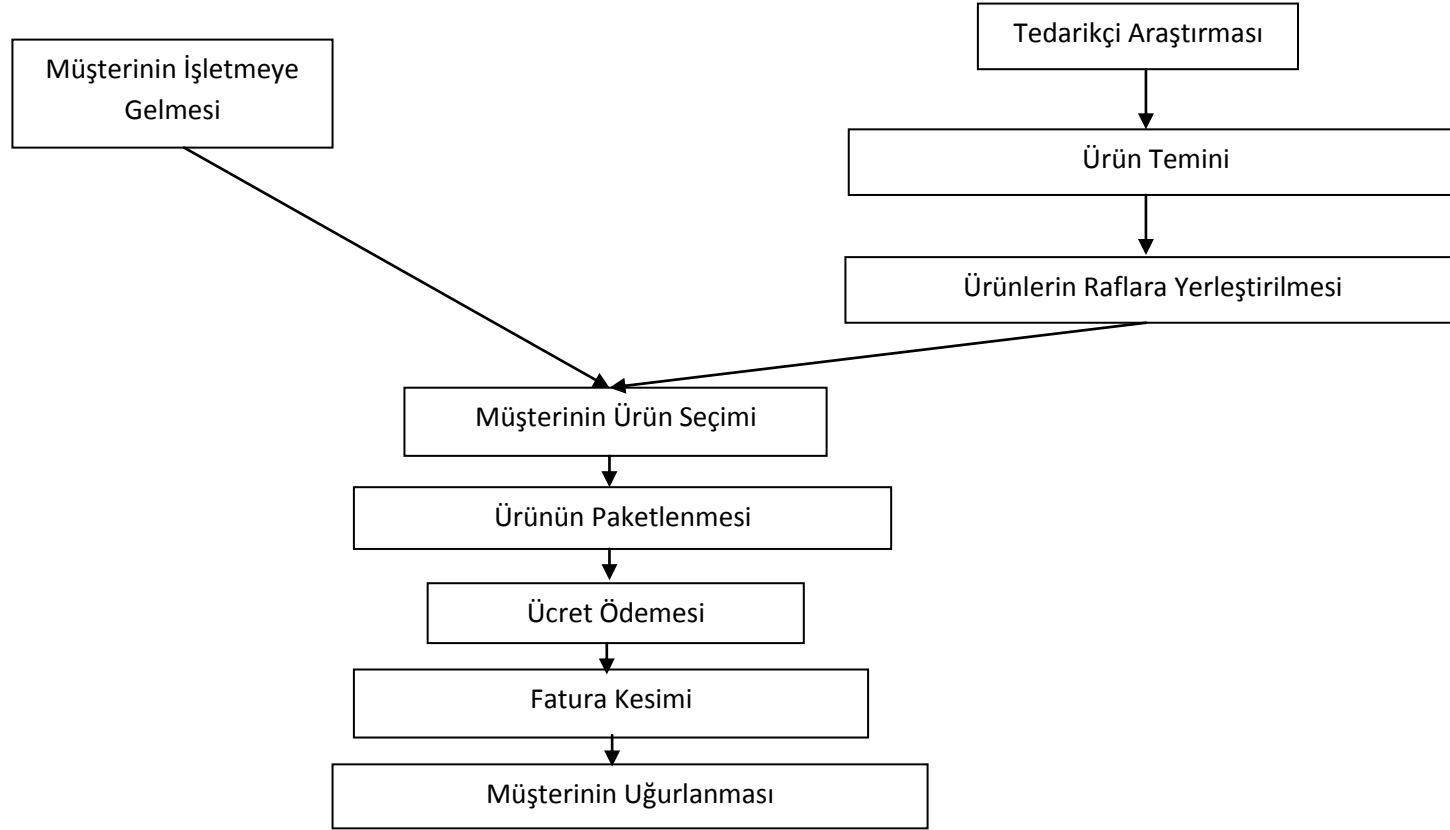 Tedarikçi Araştırması
Müşterinin İşletmeye
Gelmesi
Ürün Temini
Ürünlerin Raflara Yerleştirilmesi
Müşterinin Ürün Seçimi
Ürünün Paketlenmesi
Ücret Ödemesi
Fatura Kesimi
Müşterinin Uğurlanması